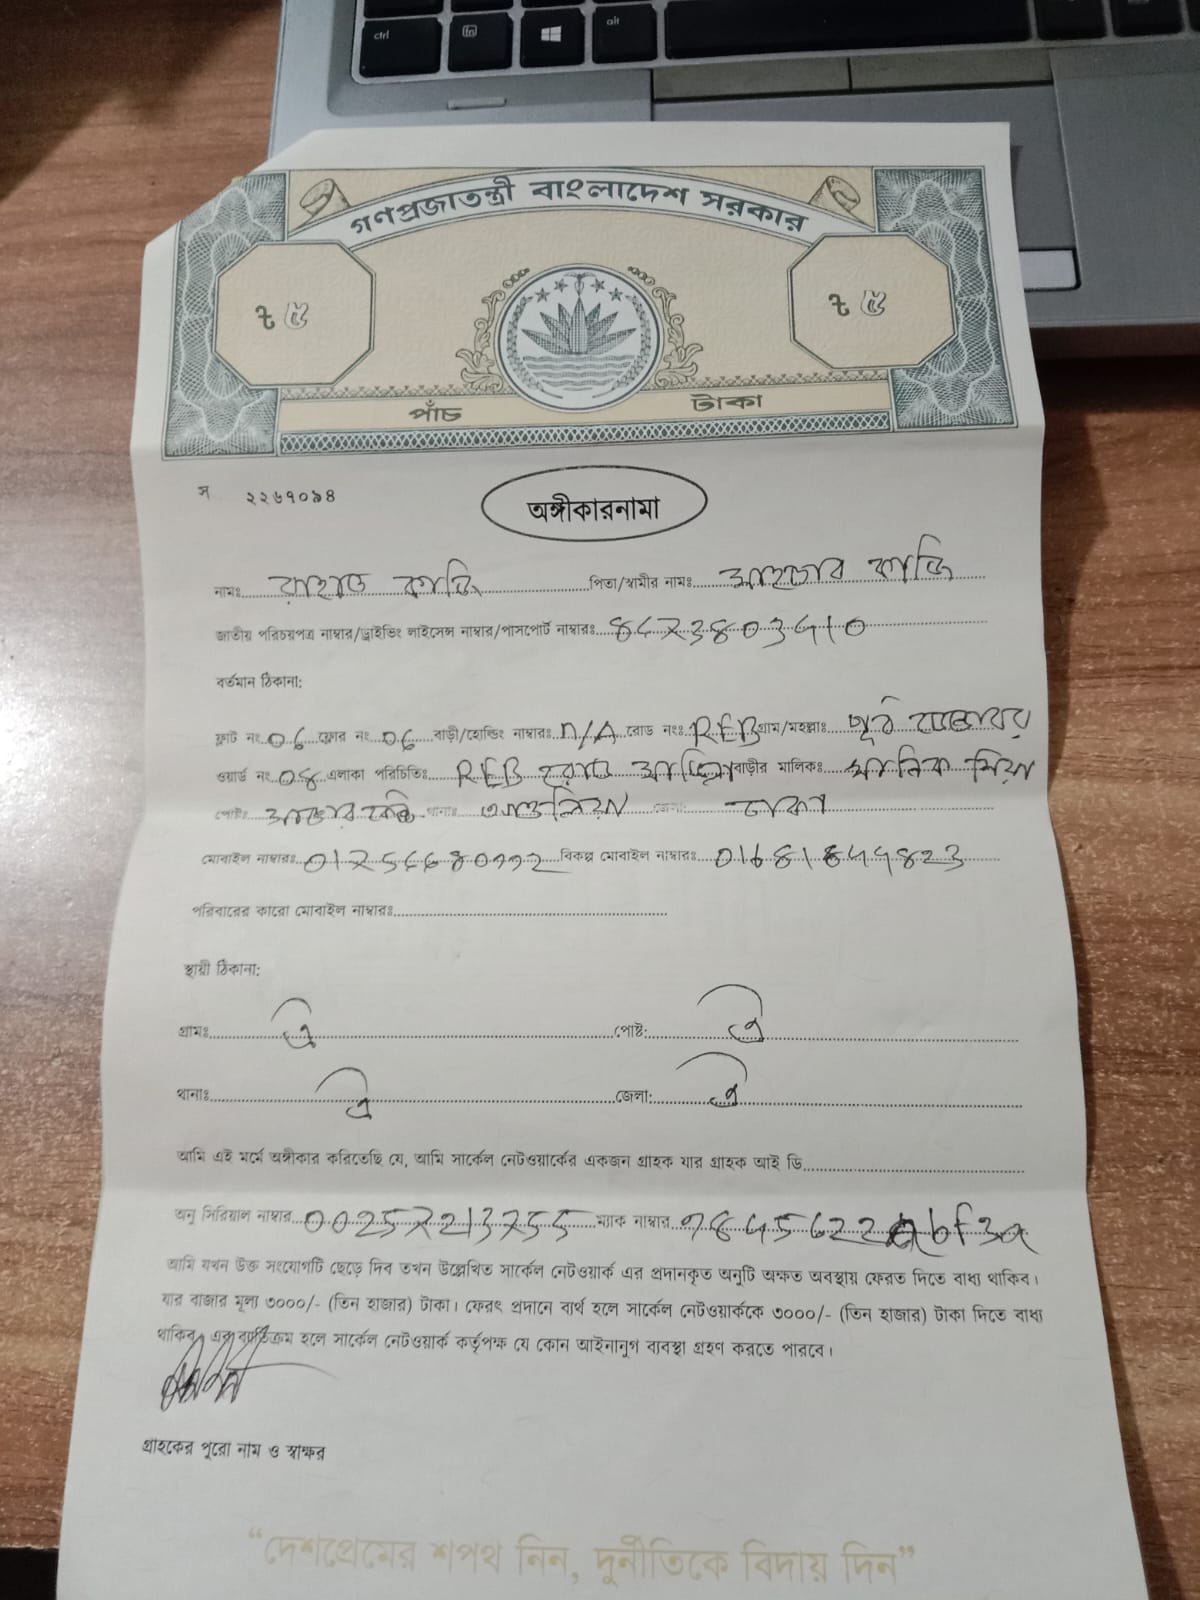 ctrl fn alt
গণপ্রজাতন্ত্রী বাংলাদেশ সরকার
৳ ৫ ৳ ৫
পাঁচ টাকা
স ২২৬৭০৯৪
অঙ্গীকারনামা
নামঃ রাহাত কাজি পিতা/স্বামীর নামঃ কাজি
জাতীয় পরিচয়পত্র নাম্বার/ড্রাইভিং লাইসেন্স নাম্বার/পাসপোর্ট নাম্বারঃ
বর্তমান ঠিকানা:
ফ্লাট নং 06 ফ্লোর নং 06 বাড়ী/হোল্ডিং নাম্বারঃ n/A রোড নংঃ REB গ্রাম/মহল্লাঃ পূর্ব
ওয়ার্ড নং 04 এলাকা পরিচিতিঃ REB বাড়ীর মালিকঃ মানিক মিয়া
পোষ্টঃ থানাঃ জেলা: ঢাকা
মোবাইল নাম্বারঃ বিকল্প মোবাইল নাম্বারঃ
পরিবারের কারো মোবাইল নাম্বারঃ
স্থায়ী ঠিকানা:
গ্রামঃ ঐ পোষ্ট: ঐ
থানাঃ ঐ জেলা: ঐ
আমি এই মর্মে অঙ্গীকার করিতেছি যে, আমি সার্কেল নেটওয়ার্কের একজন গ্রাহক যার গ্রাহক আই ডি
অনু সিরিয়াল নাম্বার ম্যাক নাম্বার
আমি যখন উক্ত সংযোগটি ছেড়ে দিব তখন উল্লেখিত সার্কেল নেটওয়ার্ক এর প্রদানকৃত অনুটি অক্ষত অবস্থায় ফেরত দিতে বাধ্য থাকিব।
যার বাজার মূল্য ৩০০০/- (তিন হাজার) টাকা। ফেরৎ প্রদানে ব্যর্থ হলে সার্কেল নেটওয়ার্ককে ৩০০০/- (তিন হাজার) টাকা দিতে বাধ্য
থাকিব। এর ব্যতিক্রম হলে সার্কেল নেটওয়ার্ক কর্তৃপক্ষ যে কোন আইনানুগ ব্যবস্থা গ্রহণ করতে পারবে।
গ্রাহকের পুরো নাম ও স্বাক্ষর
“দেশপ্রেমের শপথ নিন, দুর্নীতিকে বিদায় দিন”